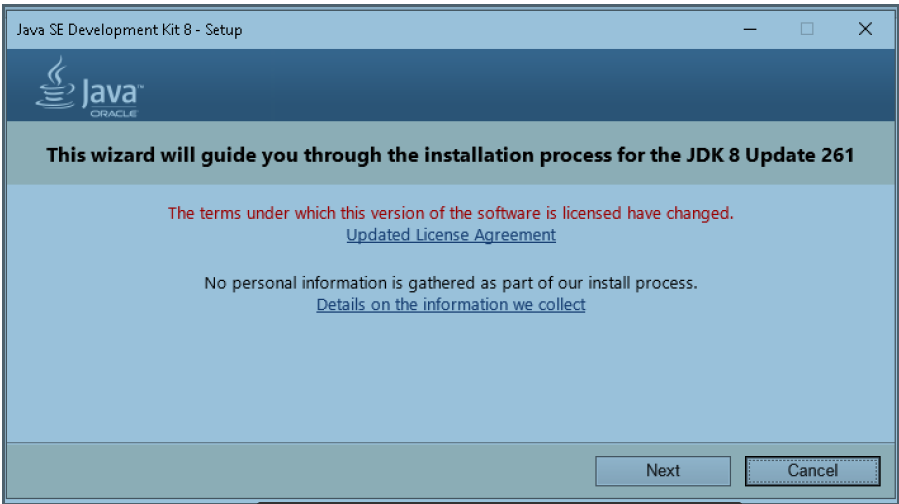 Java SE Development Kit 8 - Setup
Java™
ORACLE
This wizard will guide you through the installation process for the JDK 8 Update 261
The terms under which this version of the software is licensed have changed.
Updated License Agreement
No personal information is gathered as part of our install process.
Details on the information we collect
Next
Cancel